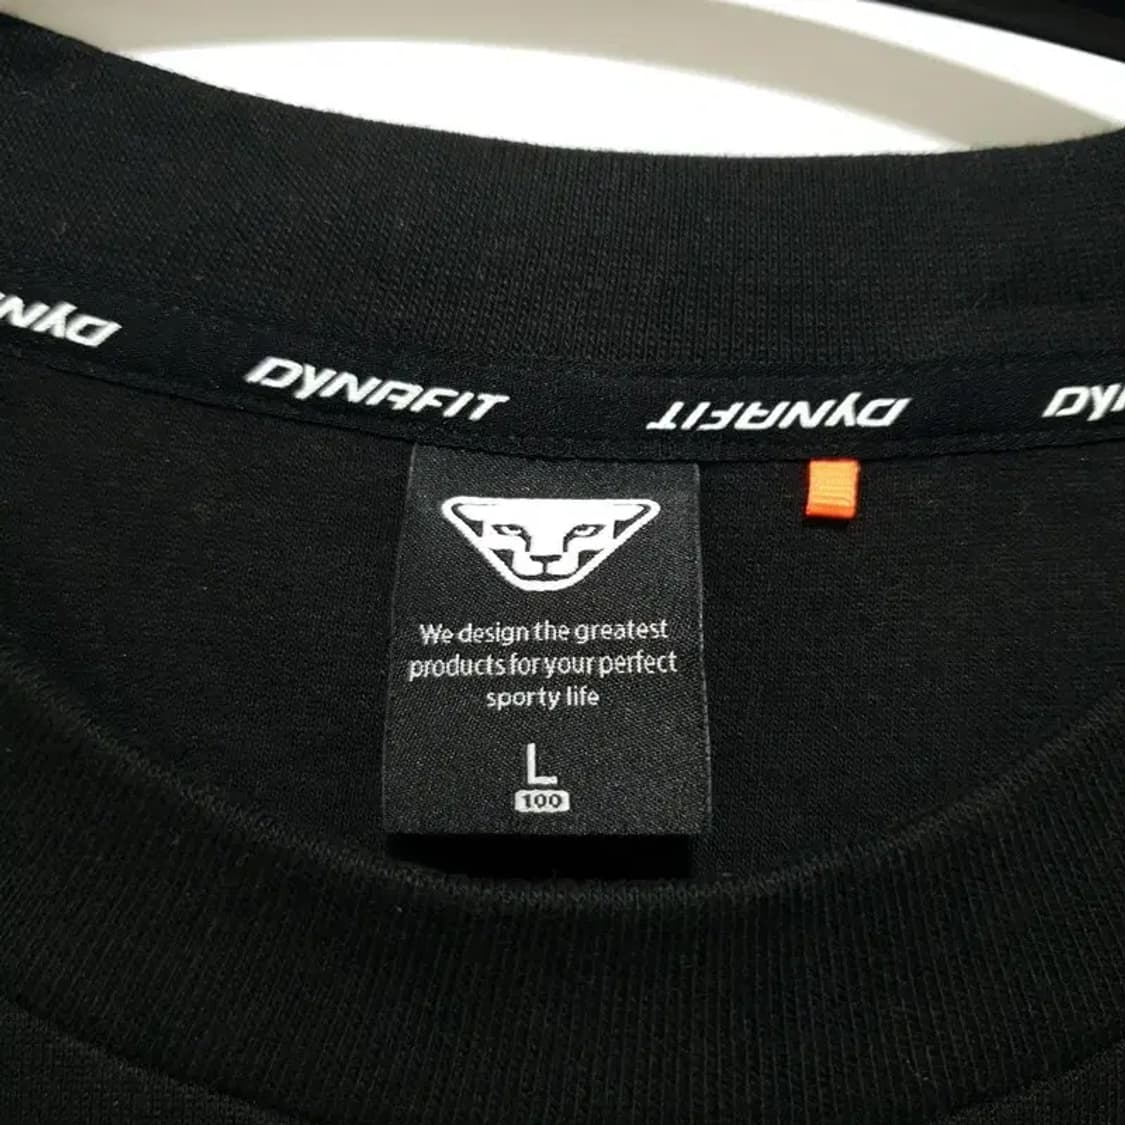 DYNAFIT
DYNAFIT
We design the greatest
products for your perfect
sporty life
L
100